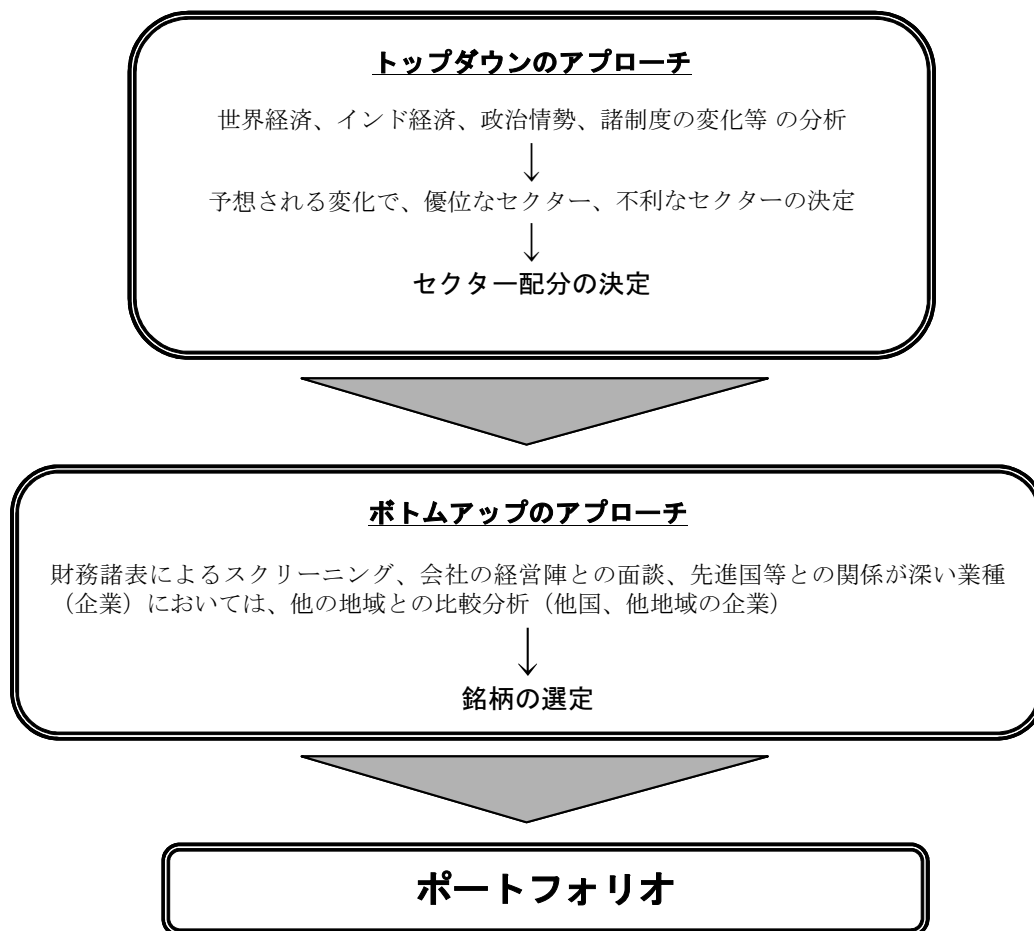 トップダウンのアプローチ
世界経済、インド経済、政治情勢、諸制度の変化等 の分析
↓
予想される変化で、優位なセクター、不利なセクターの決定
↓
セクター配分の決定
ボトムアップのアプローチ
財務諸表によるスクリーニング、会社の経営陣との面談、先進国等との関係が深い業種
（企業）においては、他の地域との比較分析（他国、他地域の企業）
↓
銘柄の選定
ポートフォリオ